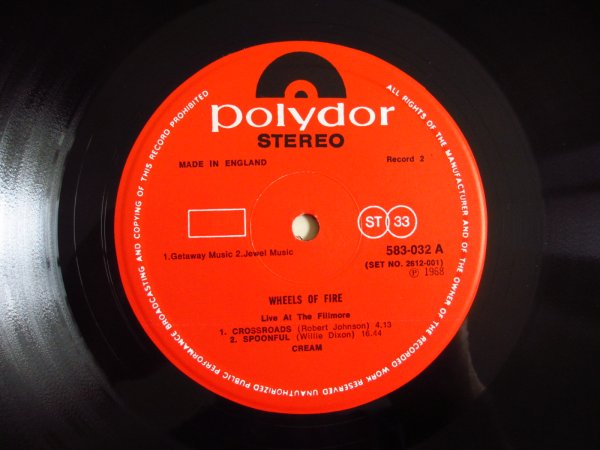 polydor
STEREO
MADE IN ENGLAND
Record 2
ST 33
1.Getaway Music 2.Jewel Music
583-032 A
(SET NO. 2612-001)
℗ 1968
WHEELS OF FIRE
Live At The Fillmore
1. CROSSROADS (Robert Johnson) 4.13
2. SPOONFUL (Willie Dixon) 16.44
CREAM
ALL RIGHTS OF THE MANUFACTURER AND OF THE OWNER OF THE RECORDED WORK RESERVED UNAUTHORIZED PUBLIC PERFORMANCE BROADCASTING AND COPYING OF THIS RECORD PROHIBITED